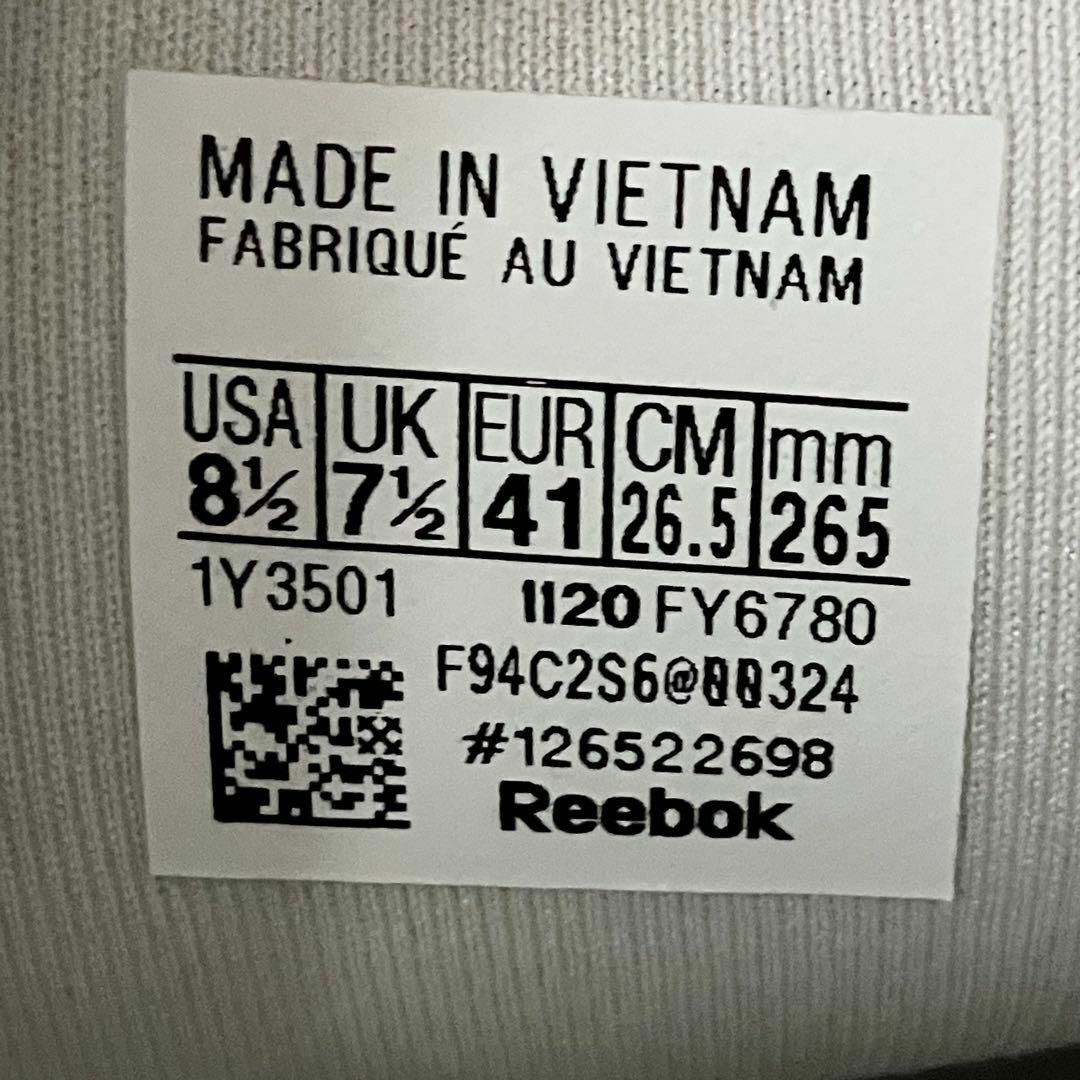 MADE IN VIETNAM
FABRIQUÉ AU VIETNAM
USA UK EUR CM mm
8½ 7½ 41 26.5 265
1Y3501 1120 FY6780
F94C2S6@00324
#126522698
Reebok